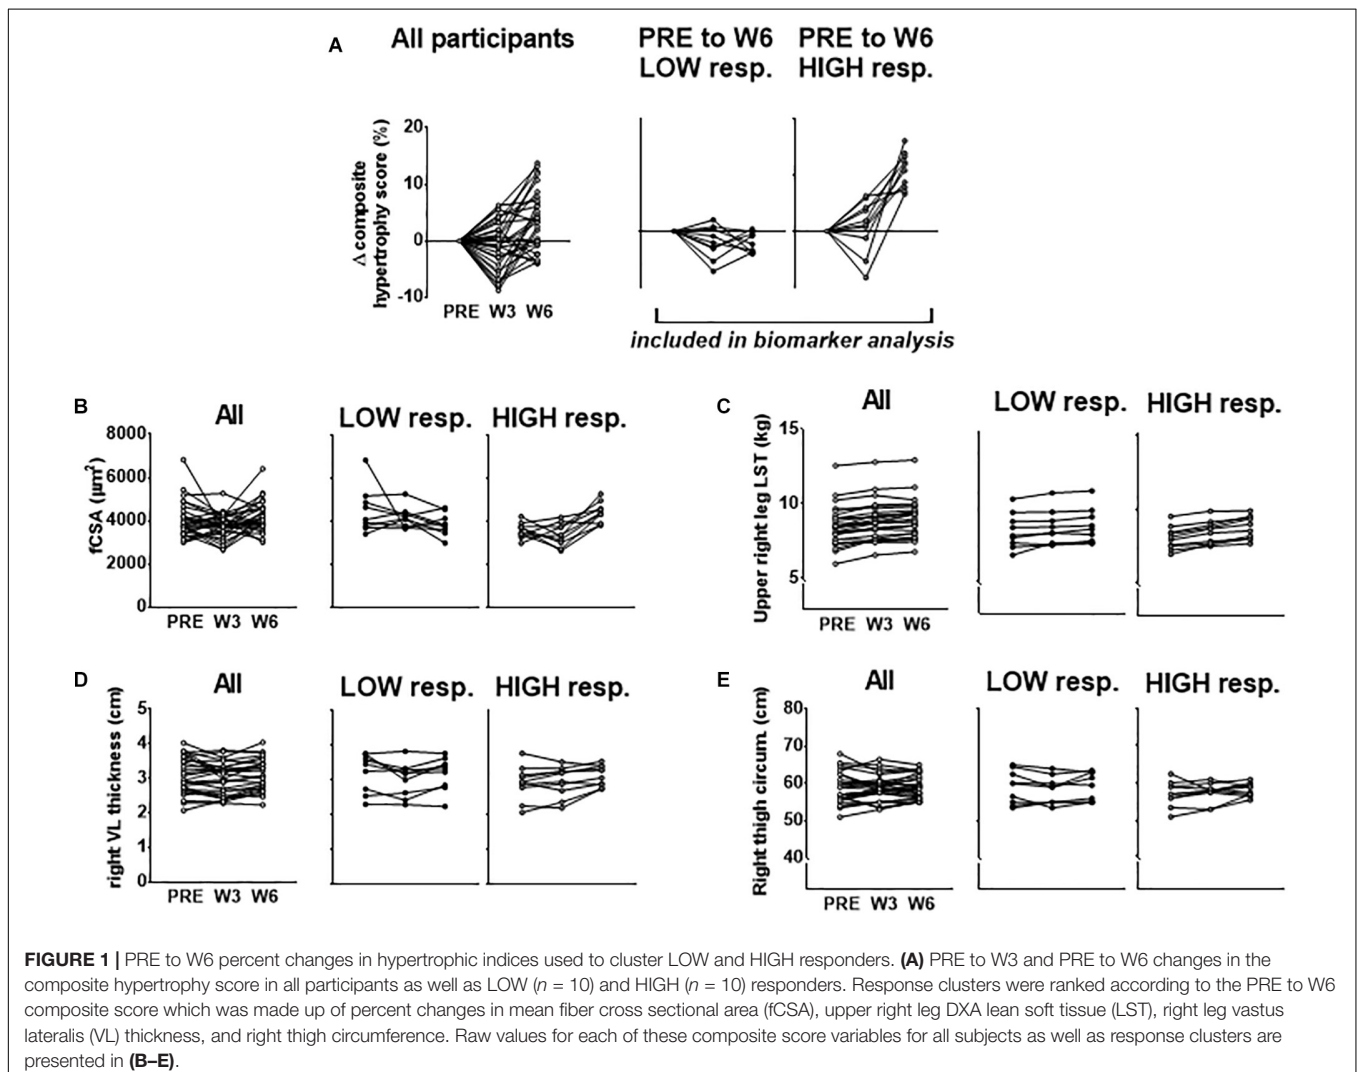 A
All participants
PRE to W6
LOW resp.
PRE to W6
HIGH resp.
Δ composite
hypertrophy score (%)
20
10
0
-10
PRE W3 W6
included in biomarker analysis
B
All
LOW resp.
HIGH resp.
fCSA (μm²)
8000
6000
4000
2000
0
PRE W3 W6
C
All
LOW resp.
HIGH resp.
Upper right leg LST (kg)
15
10
5
PRE W3 W6
D
All
LOW resp.
HIGH resp.
right VL thickness (cm)
5
4
3
2
1
0
PRE W3 W6
E
All
LOW resp.
HIGH resp.
Right thigh circum. (cm)
80
70
60
50
40
PRE W3 W6
FIGURE 1 | PRE to W6 percent changes in hypertrophic indices used to cluster LOW and HIGH responders. (A) PRE to W3 and PRE to W6 changes in the
composite hypertrophy score in all participants as well as LOW (n = 10) and HIGH (n = 10) responders. Response clusters were ranked according to the PRE to W6
composite score which was made up of percent changes in mean fiber cross sectional area (fCSA), upper right leg DXA lean soft tissue (LST), right leg vastus
lateralis (VL) thickness, and right thigh circumference. Raw values for each of these composite score variables for all subjects as well as response clusters are
presented in (B–E).